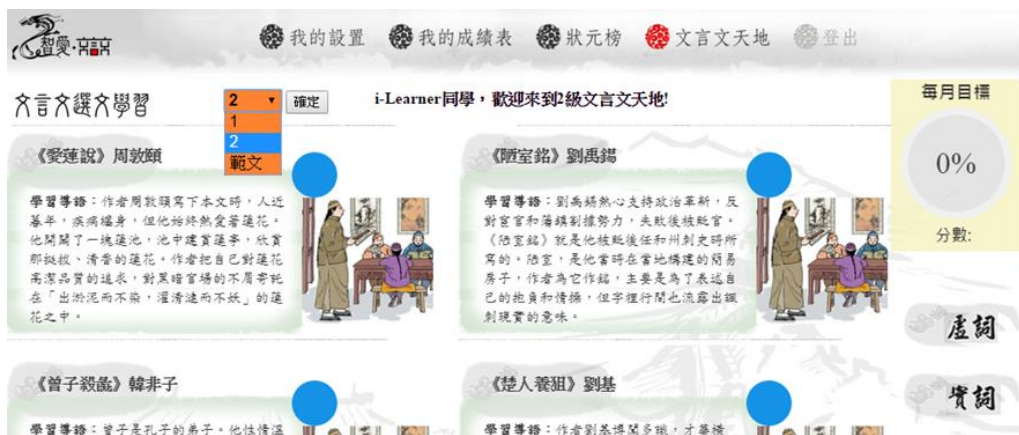 智愛·文言
我的設置 我的成績表 狀元榜 文言文天地 登出
文言文選文學習
2
確定
i-Learner同學，歡迎來到2級文言文天地!
1
2
範文
每月目標
0%
分數:
《愛蓮說》周敦頤
學習導語：作者周敦頤寫下本文時，人近
暮年，疾病纏身，但他始終熱愛著蓮花。
他開闢了一塊蓮池，池中建賞蓮亭，欣賞
那挺拔、清香的蓮花。作者把自己對蓮花
高潔品質的追求，對黑暗官場的不屑寄託
在「出淤泥而不染，濯清漣而不妖」的蓮
花之中。
《陋室銘》劉禹錫
學習導語：劉禹錫熱心支持政治革新，反
對宦官和藩鎮割據勢力，失敗後被貶官。
《陋室銘》就是他被貶後任和州刺史時所
寫的。陋室，是他當時在當地構建的簡易
房子，作者為它作銘，主要是為了表述自
己的抱負和情操，但字裡行間也流露出諷
刺現實的意味。
虛詞
實詞
《曾子殺彘》韓非子
學習導語：曾子是孔子的弟子。他性情溫
《楚人養狙》劉基
學習導語：作者劉基博聞多識，才華橫